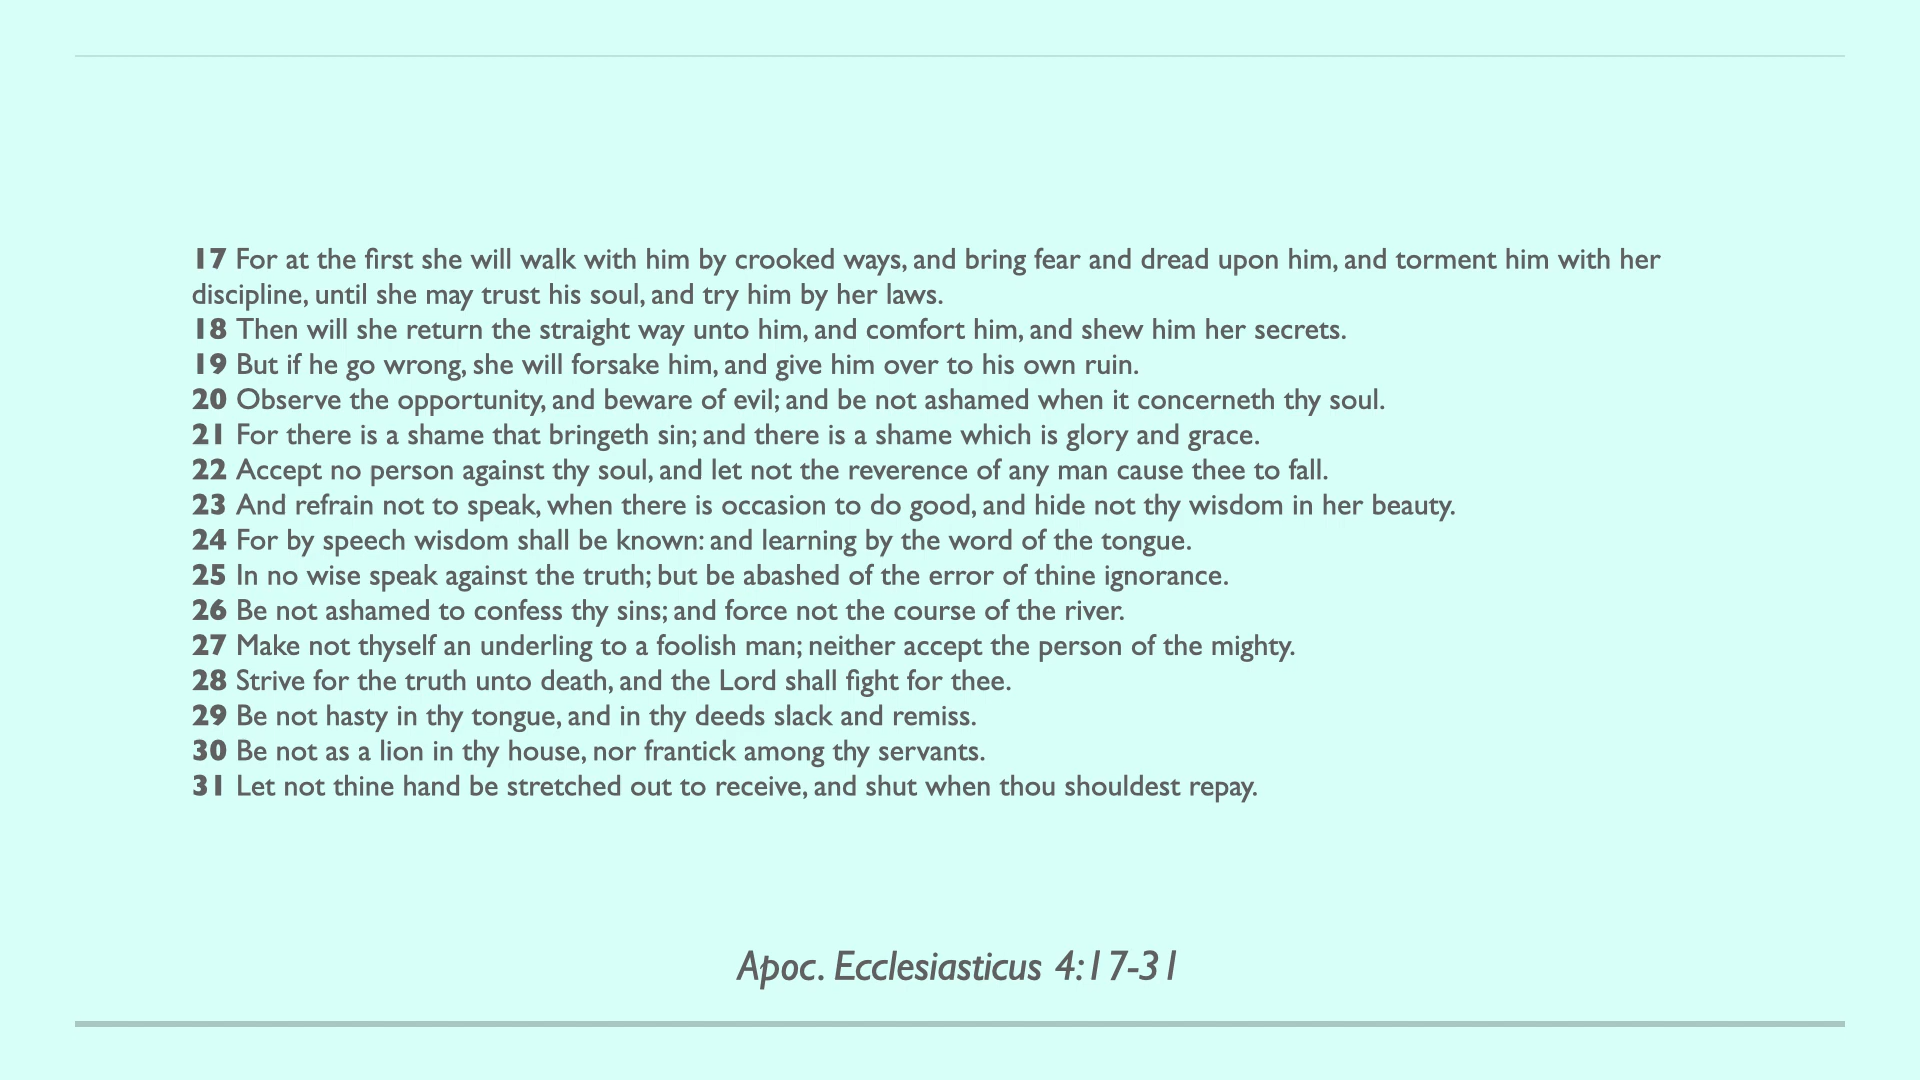 17 For at the first she will walk with him by crooked ways, and bring fear and dread upon him, and torment him with her
discipline, until she may trust his soul, and try him by her laws.
18 Then will she return the straight way unto him, and comfort him, and shew him her secrets.
19 But if he go wrong, she will forsake him, and give him over to his own ruin.
20 Observe the opportunity, and beware of evil; and be not ashamed when it concerneth thy soul.
21 For there is a shame that bringeth sin; and there is a shame which is glory and grace.
22 Accept no person against thy soul, and let not the reverence of any man cause thee to fall.
23 And refrain not to speak, when there is occasion to do good, and hide not thy wisdom in her beauty.
24 For by speech wisdom shall be known: and learning by the word of the tongue.
25 In no wise speak against the truth; but be abashed of the error of thine ignorance.
26 Be not ashamed to confess thy sins; and force not the course of the river.
27 Make not thyself an underling to a foolish man; neither accept the person of the mighty.
28 Strive for the truth unto death, and the Lord shall fight for thee.
29 Be not hasty in thy tongue, and in thy deeds slack and remiss.
30 Be not as a lion in thy house, nor frantick among thy servants.
31 Let not thine hand be stretched out to receive, and shut when thou shouldest repay.
Apoc. Ecclesiasticus 4:17-31